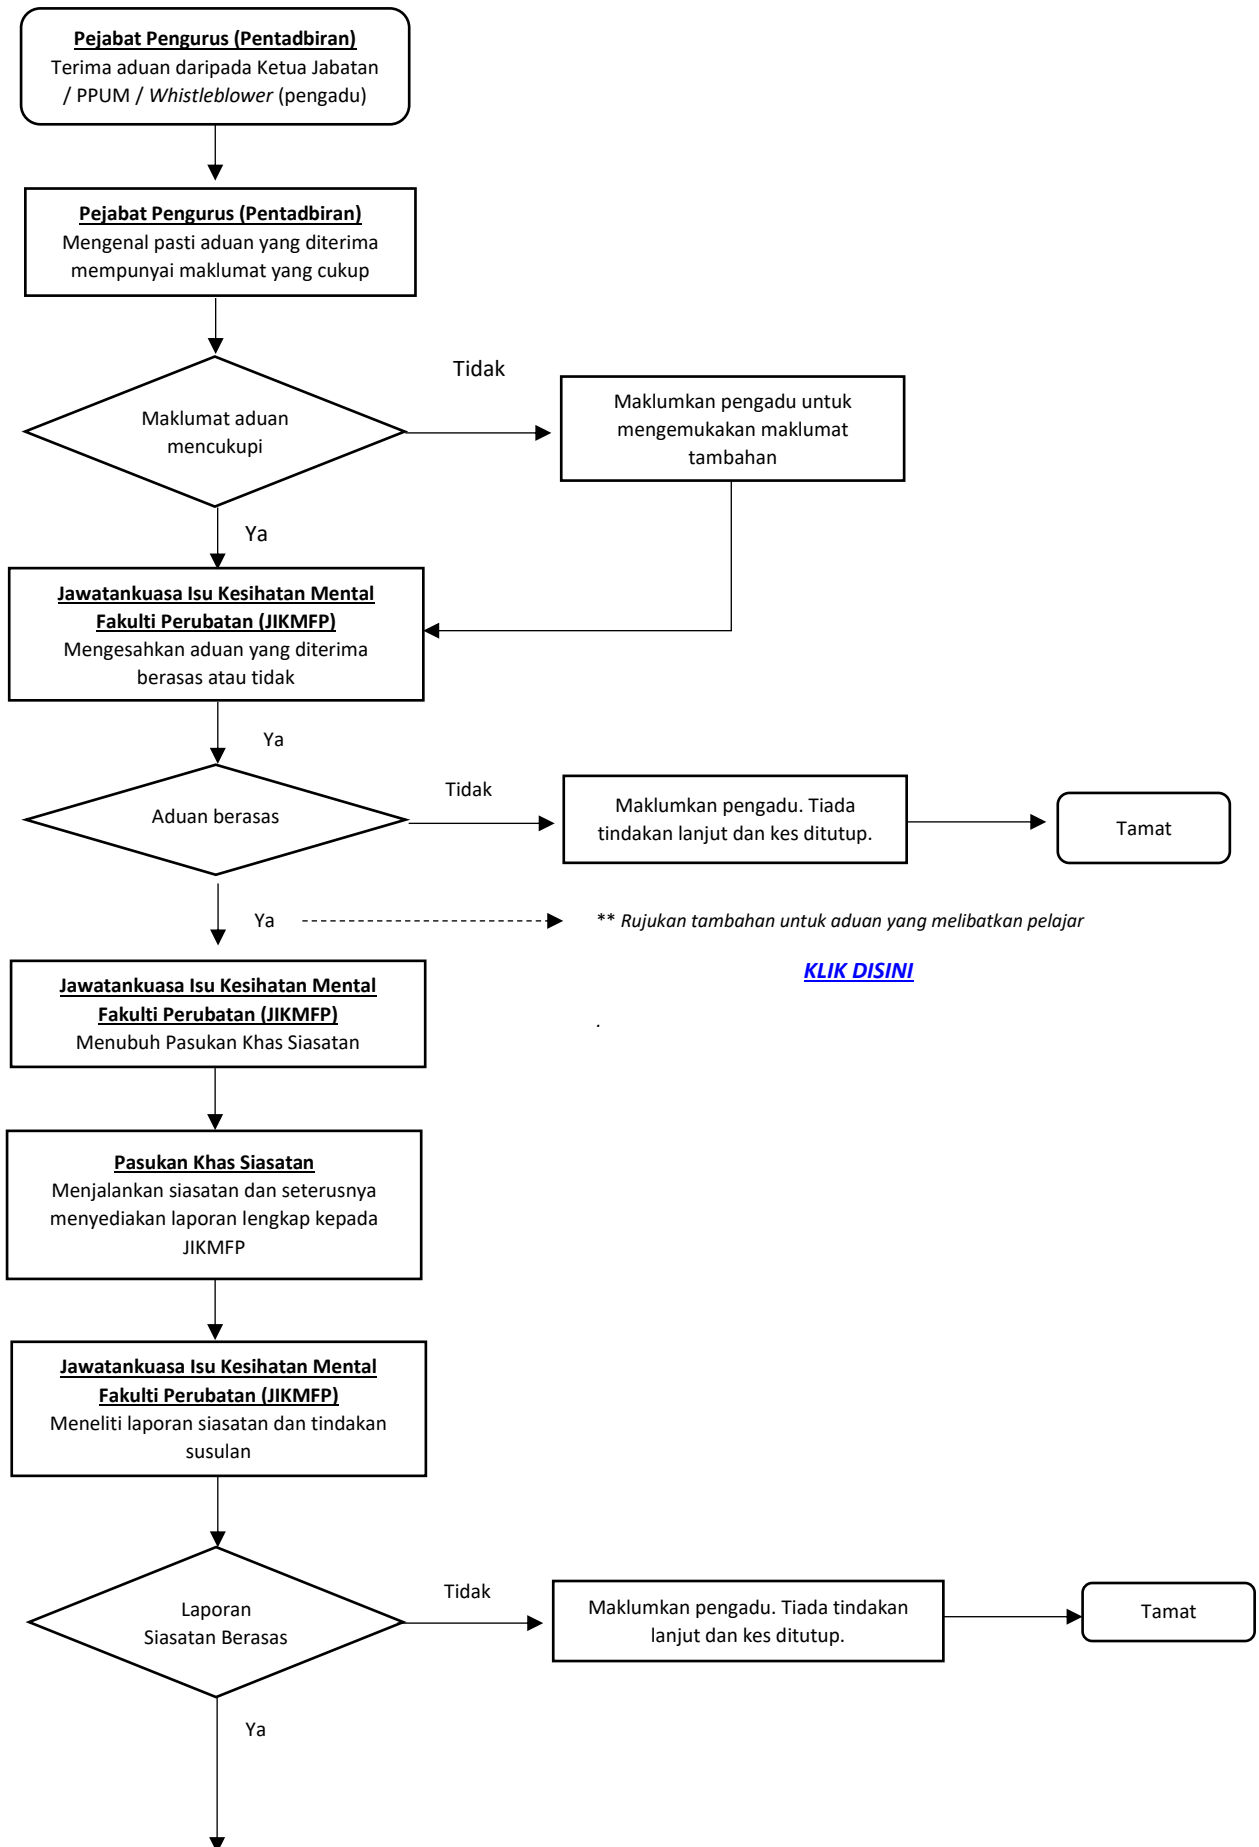 Pejabat Pengurus (Pentadbiran)
Terima aduan daripada Ketua Jabatan
/ PPUM / Whistleblower (pengadu)
Pejabat Pengurus (Pentadbiran)
Mengenal pasti aduan yang diterima
mempunyai maklumat yang cukup
Maklumat aduan
mencukupi
Tidak
Maklumkan pengadu untuk
mengemukakan maklumat
tambahan
Ya
Jawatankuasa Isu Kesihatan Mental
Fakulti Perubatan (JIKMFP)
Mengesahkan aduan yang diterima
berasas atau tidak
Ya
Aduan berasas
Tidak
Maklumkan pengadu. Tiada
tindakan lanjut dan kes ditutup.
Tamat
Ya
** Rujukan tambahan untuk aduan yang melibatkan pelajar
KLIK DISINI
.
Jawatankuasa Isu Kesihatan Mental
Fakulti Perubatan (JIKMFP)
Menubuh Pasukan Khas Siasatan
Pasukan Khas Siasatan
Menjalankan siasatan dan seterusnya
menyediakan laporan lengkap kepada
JIKMFP
Jawatankuasa Isu Kesihatan Mental
Fakulti Perubatan (JIKMFP)
Meneliti laporan siasatan dan tindakan
susulan
Laporan
Siasatan Berasas
Tidak
Maklumkan pengadu. Tiada tindakan
lanjut dan kes ditutup.
Tamat
Ya